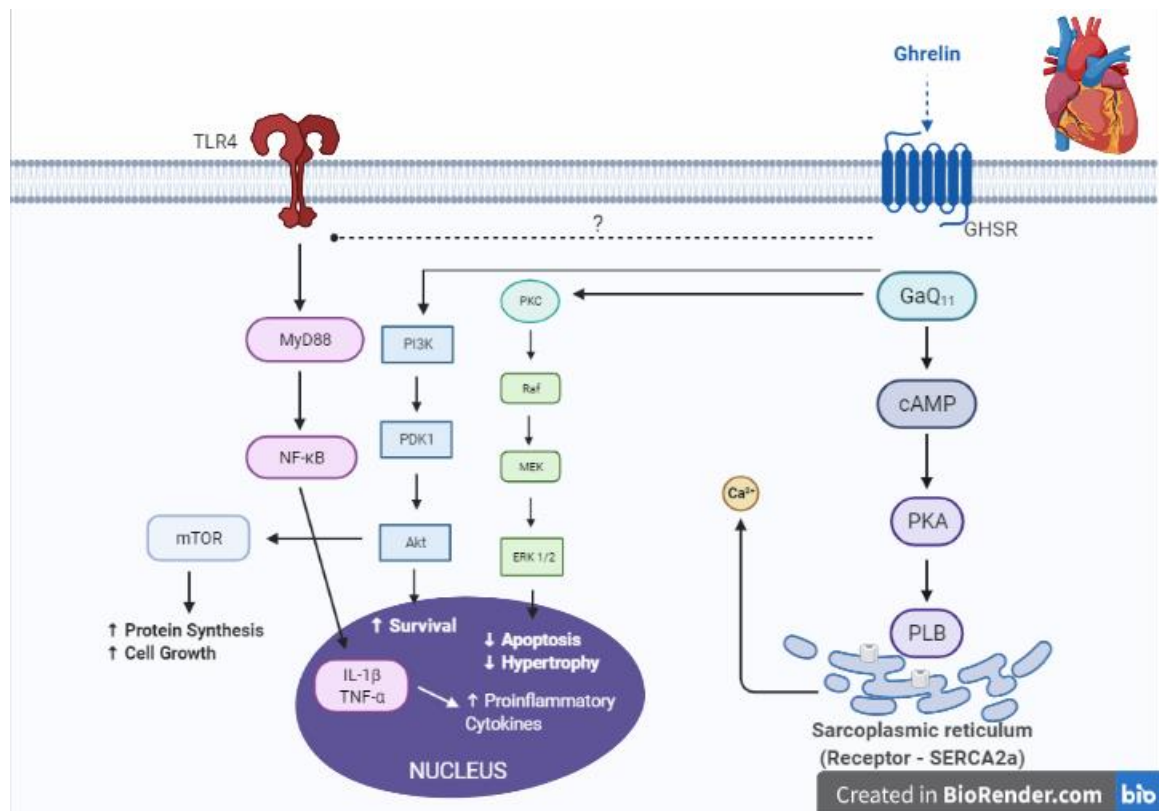 Ghrelin
TLR4
?
GHSR
GaQ₁₁
PKC
MyD88
PI3K
Raf
cAMP
PDK1
NF-κB
MEK
Ca²⁺
PKA
mTOR
Akt
ERK 1/2
↑ Protein Synthesis
↑ Cell Growth
↑ Survival
↓ Apoptosis
↓ Hypertrophy
PLB
IL-1β
TNF-α
↑ Proinflammatory
Cytokines
NUCLEUS
Sarcoplasmic reticulum
(Receptor - SERCA2a)
Created in BioRender.com bio